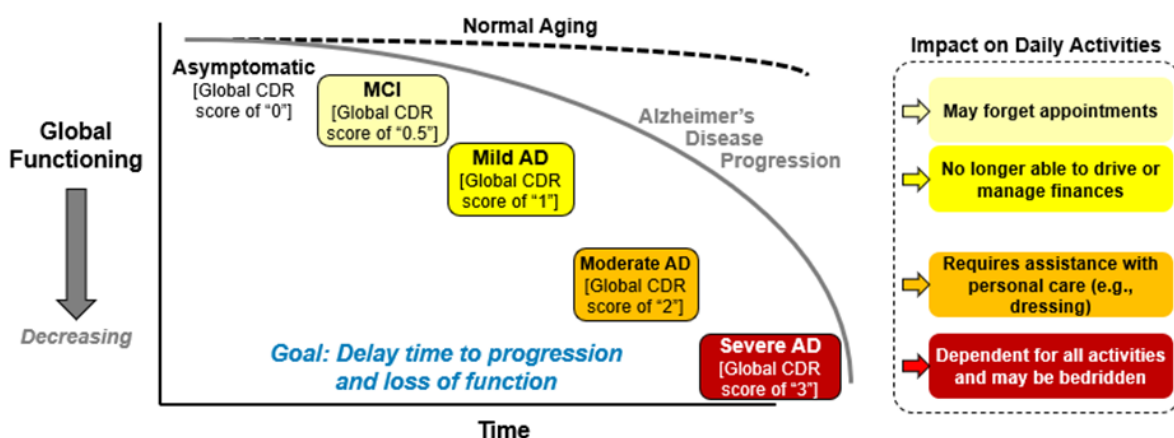 Normal Aging
Asymptomatic
[Global CDR
score of “0”]
MCI
[Global CDR
score of “0.5”]
Mild AD
[Global CDR
score of “1”]
Moderate AD
[Global CDR
score of “2”]
Severe AD
[Global CDR
score of “3”]
Alzheimer’s
Disease
Progression
Global
Functioning
Decreasing
Goal: Delay time to progression
and loss of function
Time
Impact on Daily Activities
May forget appointments
No longer able to drive or
manage finances
Requires assistance with
personal care (e.g.,
dressing)
Dependent for all activities
and may be bedridden